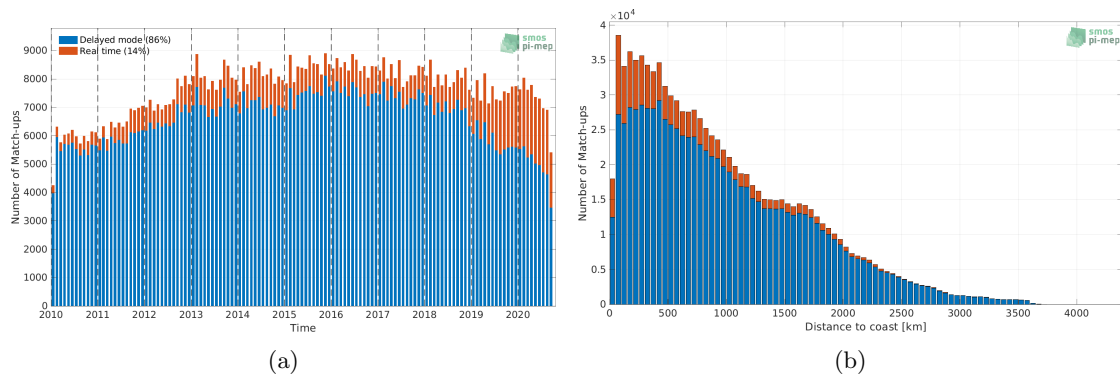 Delayed mode (86%)
Real time (14%)
smos
pi-mep
9000
8000
7000
6000
5000
4000
3000
2000
1000
0
Number of Match-ups
2010 2011 2012 2013 2014 2015 2016 2017 2018 2019 2020
Time
(a)
×10⁴
smos
pi-mep
4
3.5
3
2.5
2
1.5
1
0.5
0
Number of Match-ups
0 500 1000 1500 2000 2500 3000 3500 4000
Distance to coast [km]
(b)